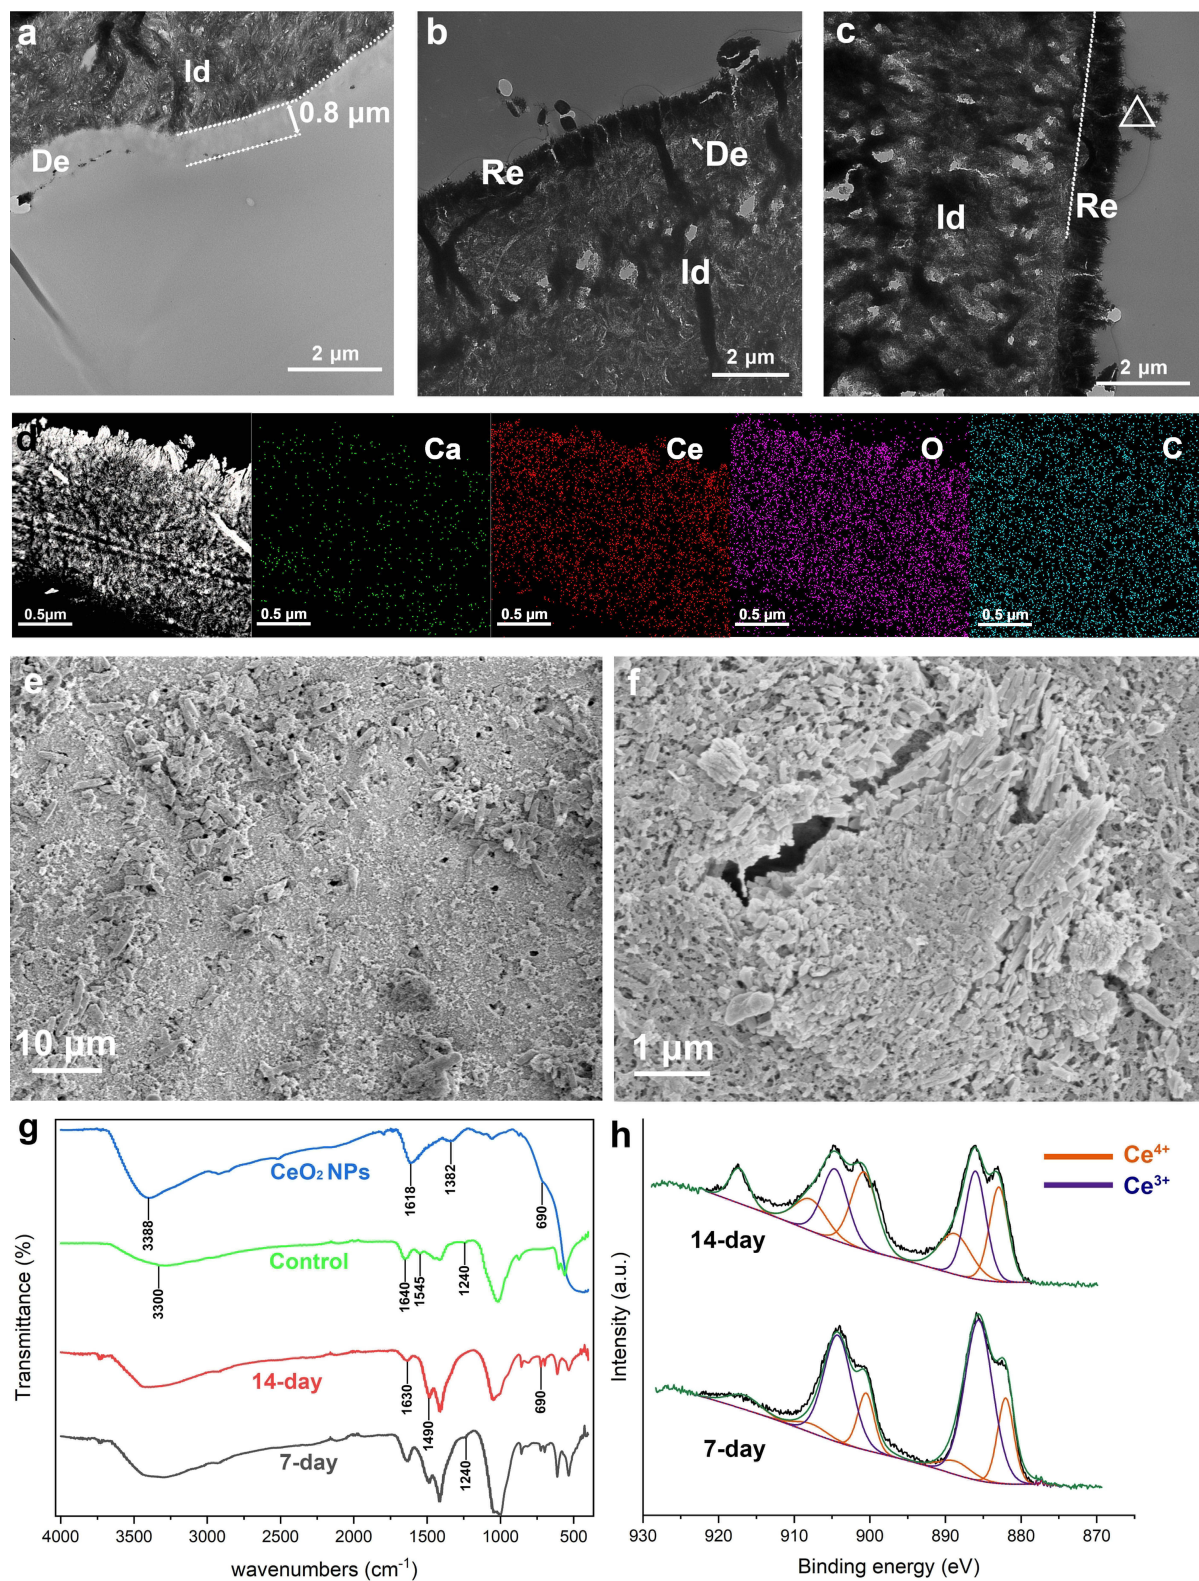 a
Id
0.8 μm
De
2 μm
b
Re
De
Id
2 μm
c
Id
Re
2 μm
d
0.5μm
Ca
0.5 μm
Ce
0.5 μm
O
0.5 μm
C
0.5 μm
e
10 μm
f
1 μm
g
CeO₂ NPs
3388
1618
1382
690
Control
3300
1640
1545
1240
14-day
1630
1490
690
7-day
1240
Transmittance (%)
4000 3500 3000 2500 2000 1500 1000 500
wavenumbers (cm⁻¹)
h
Ce⁴⁺
Ce³⁺
14-day
7-day
Intensity (a.u.)
930 920 910 900 890 880 870
Binding energy (eV)